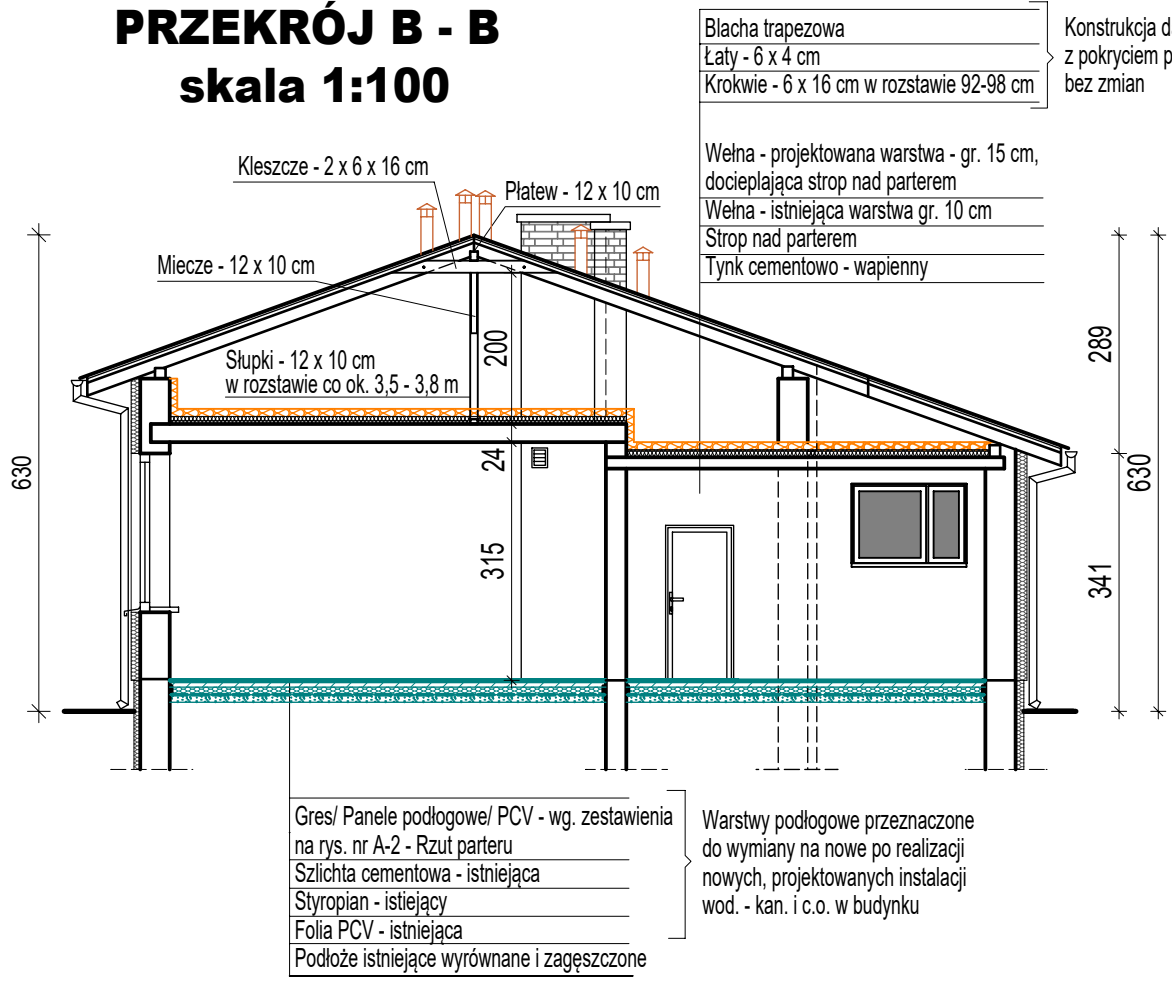 PRZEKRÓJ B - B
skala 1:100
Blacha trapezowa
Łaty - 6 x 4 cm
Krokwie - 6 x 16 cm w rozstawie 92-98 cm
Konstrukcja
z pokryciem
bez zmian
Wełna - projektowana warstwa - gr. 15 cm,
docieplająca strop nad parterem
Wełna - istniejąca warstwa gr. 10 cm
Strop nad parterem
Tynk cementowo - wapienny
Kleszcze - 2 x 6 x 16 cm
Płatew - 12 x 10 cm
Miecze - 12 x 10 cm
Słupki - 12 x 10 cm
w rozstawie co ok. 3,5 - 3,8 m
200
24
315
630
289
341
630
Gres/ Panele podłogowe/ PCV - wg. zestawienia
na rys. nr A-2 - Rzut parteru
Szlichta cementowa - istniejąca
Styropian - istiejący
Folia PCV - istniejąca
Podłoże istniejące wyrównane i zagęszczone
Warstwy podłogowe przeznaczone
do wymiany na nowe po realizacji
nowych, projektowanych instalacji
wod. - kan. i c.o. w budynku